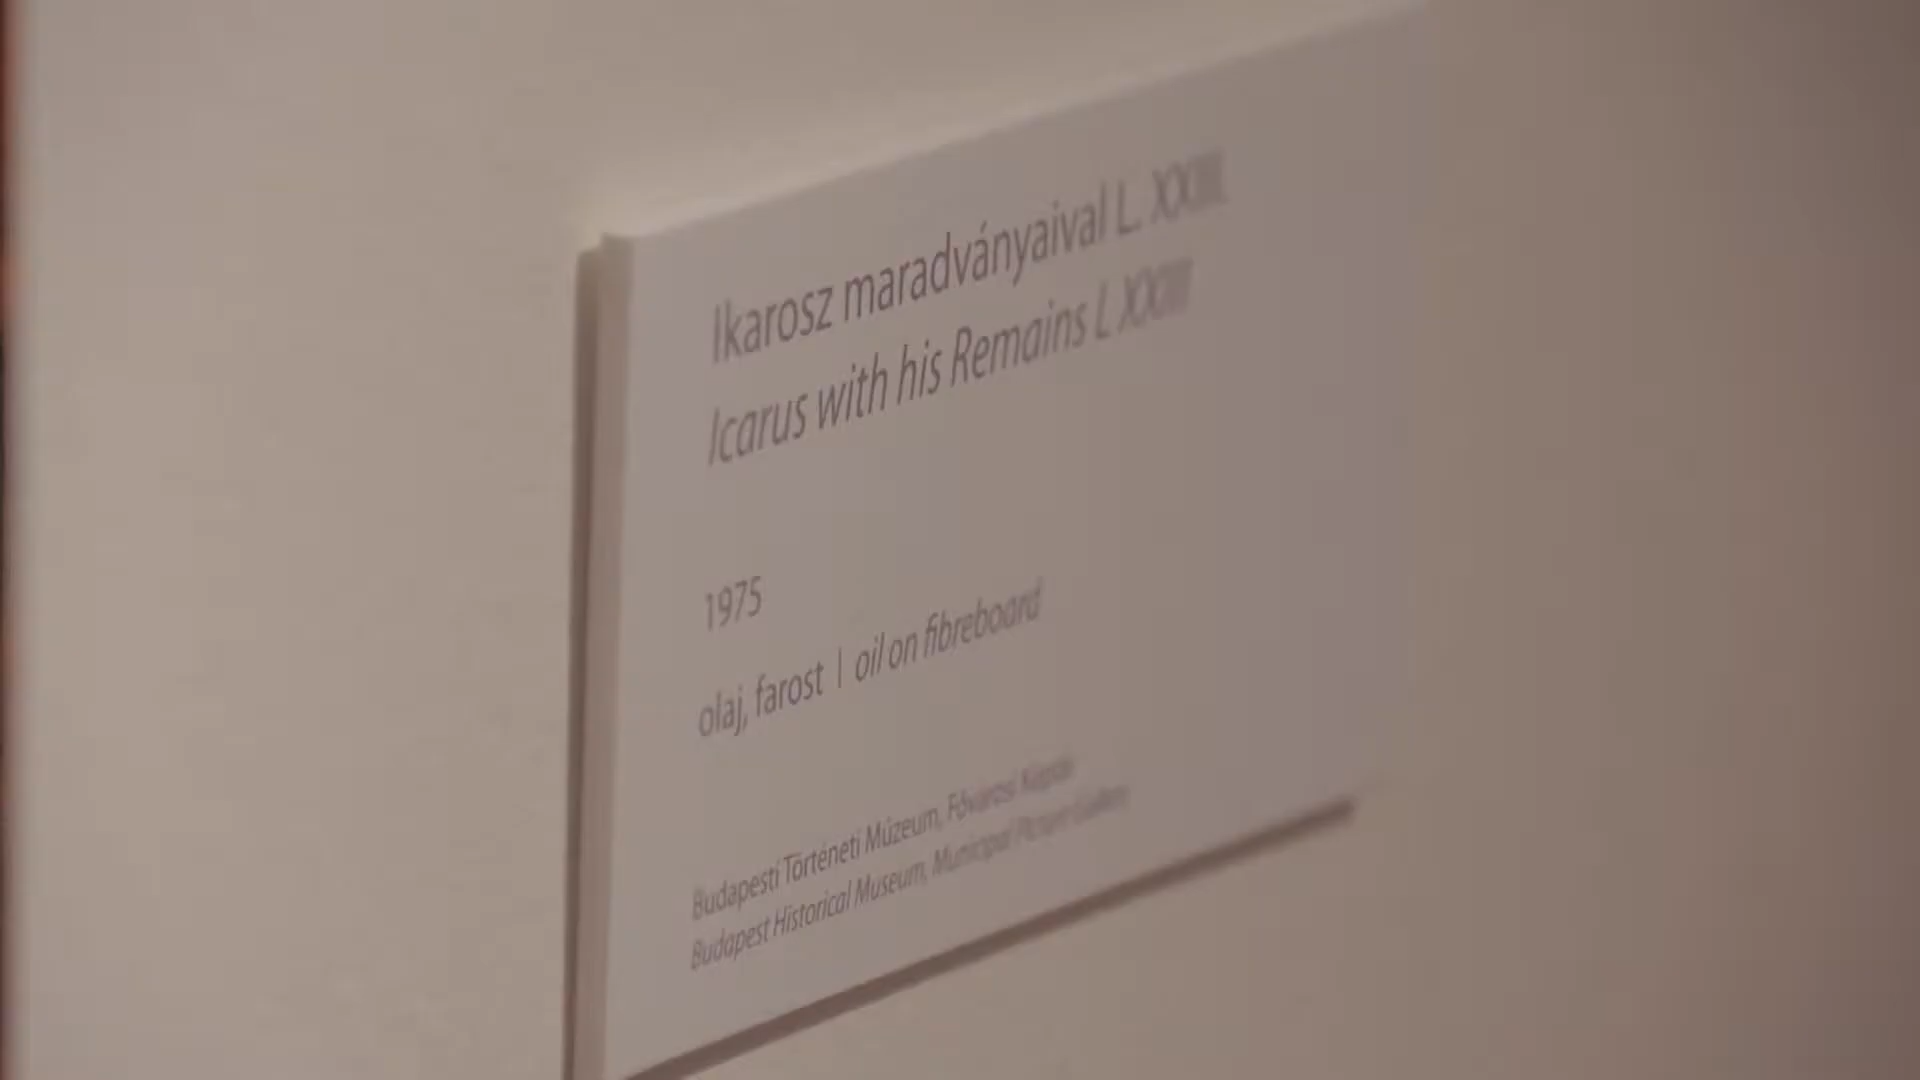 Ikarosz maradványaival L. XXIII.
Icarus with his Remains L XXIII
1975
olaj, farost | oil on fibreboard
Budapesti Történeti Múzeum, Fővárosi Képtár
Budapest Historical Museum, Municipal Picture Gallery